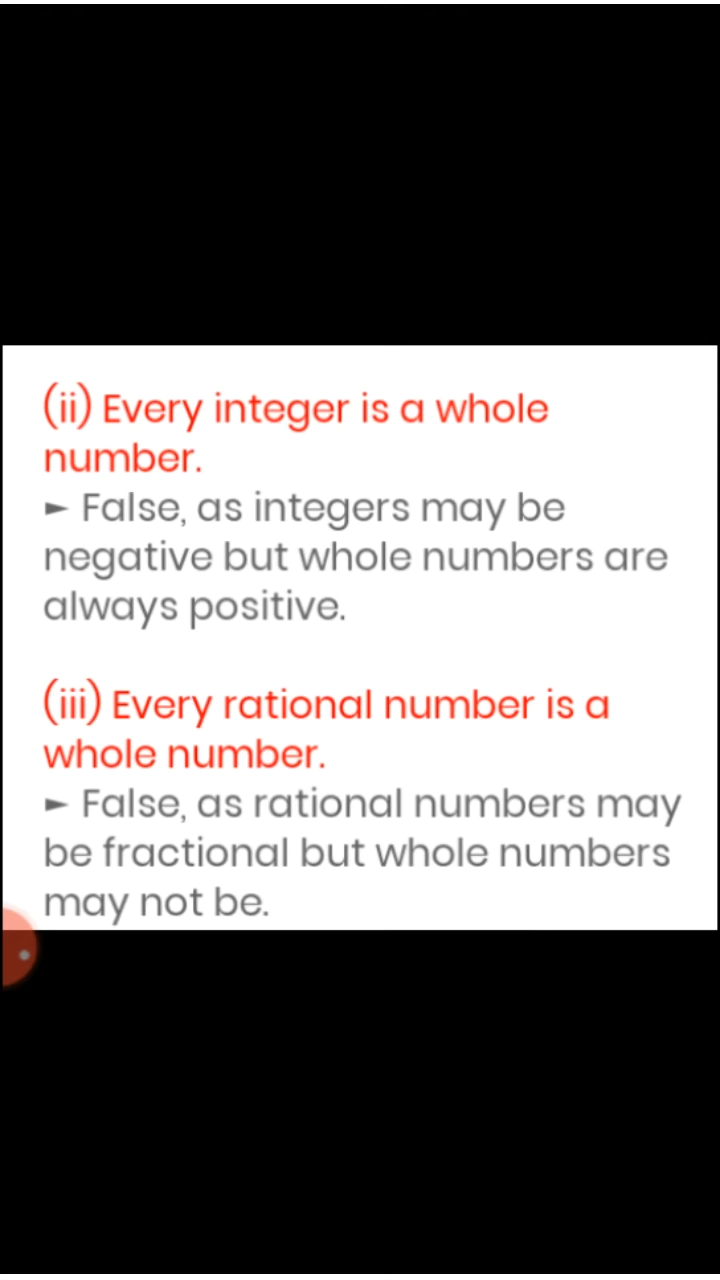 (ii) Every integer is a whole
number.
► False, as integers may be
negative but whole numbers are
always positive.
(iii) Every rational number is a
whole number.
► False, as rational numbers may
be fractional but whole numbers
may not be.